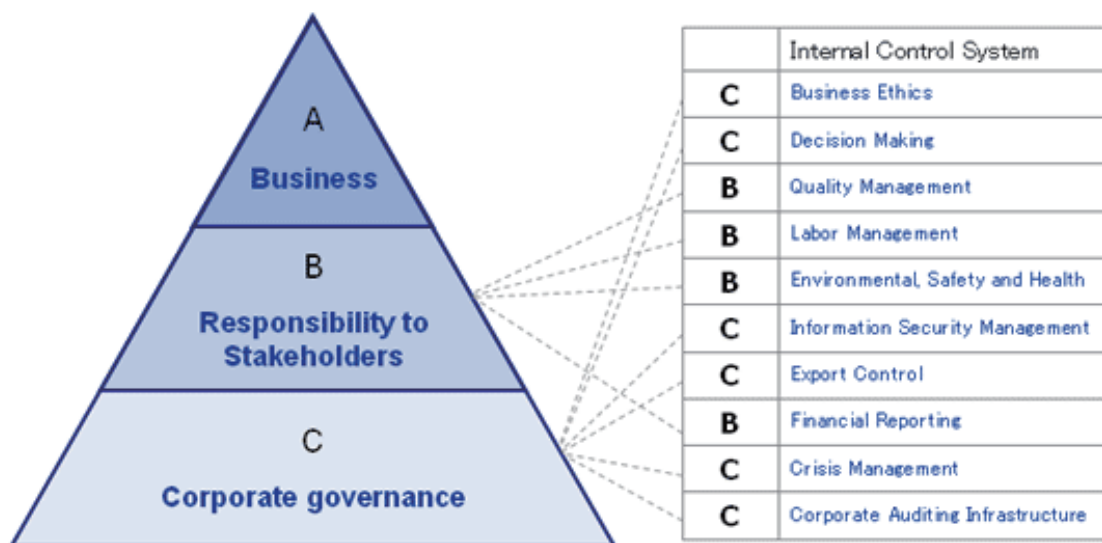 A
Business
B
Responsibility to
Stakeholders
C
Corporate governance
Internal Control System
C Business Ethics
C Decision Making
B Quality Management
B Labor Management
B Environmental, Safety and Health
C Information Security Management
C Export Control
B Financial Reporting
C Crisis Management
C Corporate Auditing Infrastructure